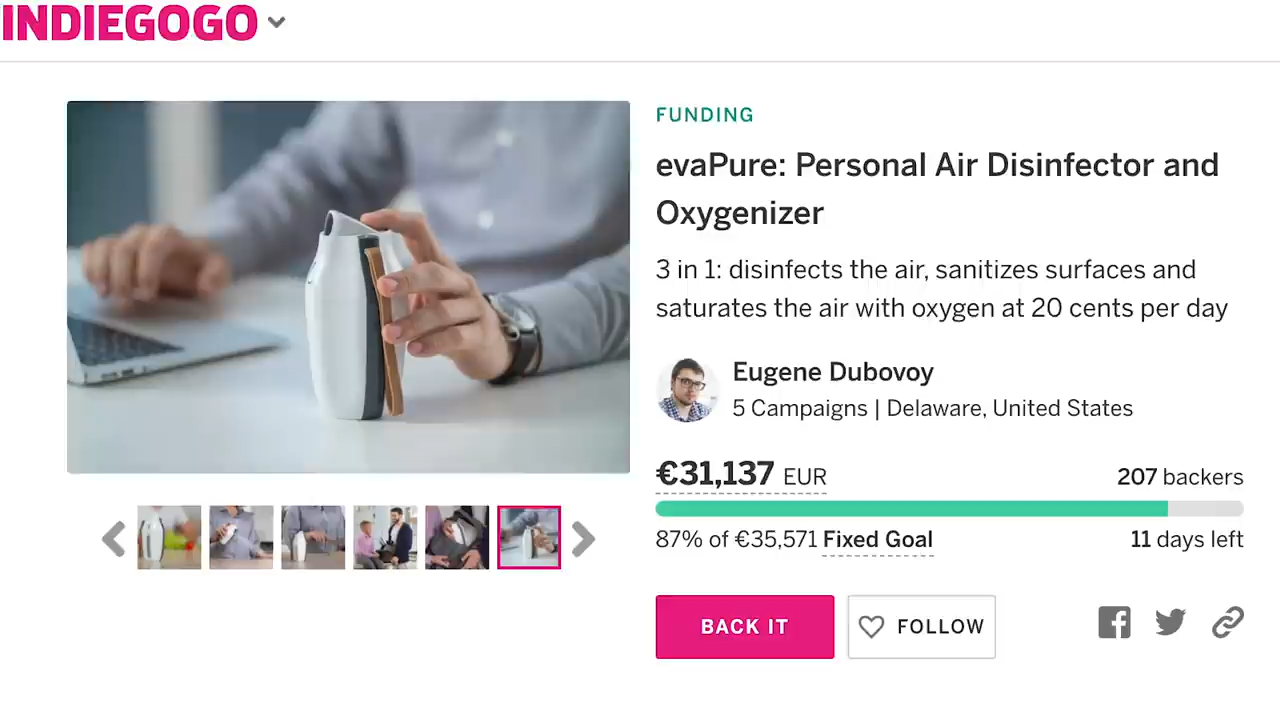 INDIEGOGO
FUNDING
evaPure: Personal Air Disinfector and
Oxygenizer
3 in 1: disinfects the air, sanitizes surfaces and
saturates the air with oxygen at 20 cents per day
Eugene Dubovoy
5 Campaigns | Delaware, United States
€31,137 EUR
207 backers
87% of €35,571 Fixed Goal
11 days left
BACK IT
FOLLOW